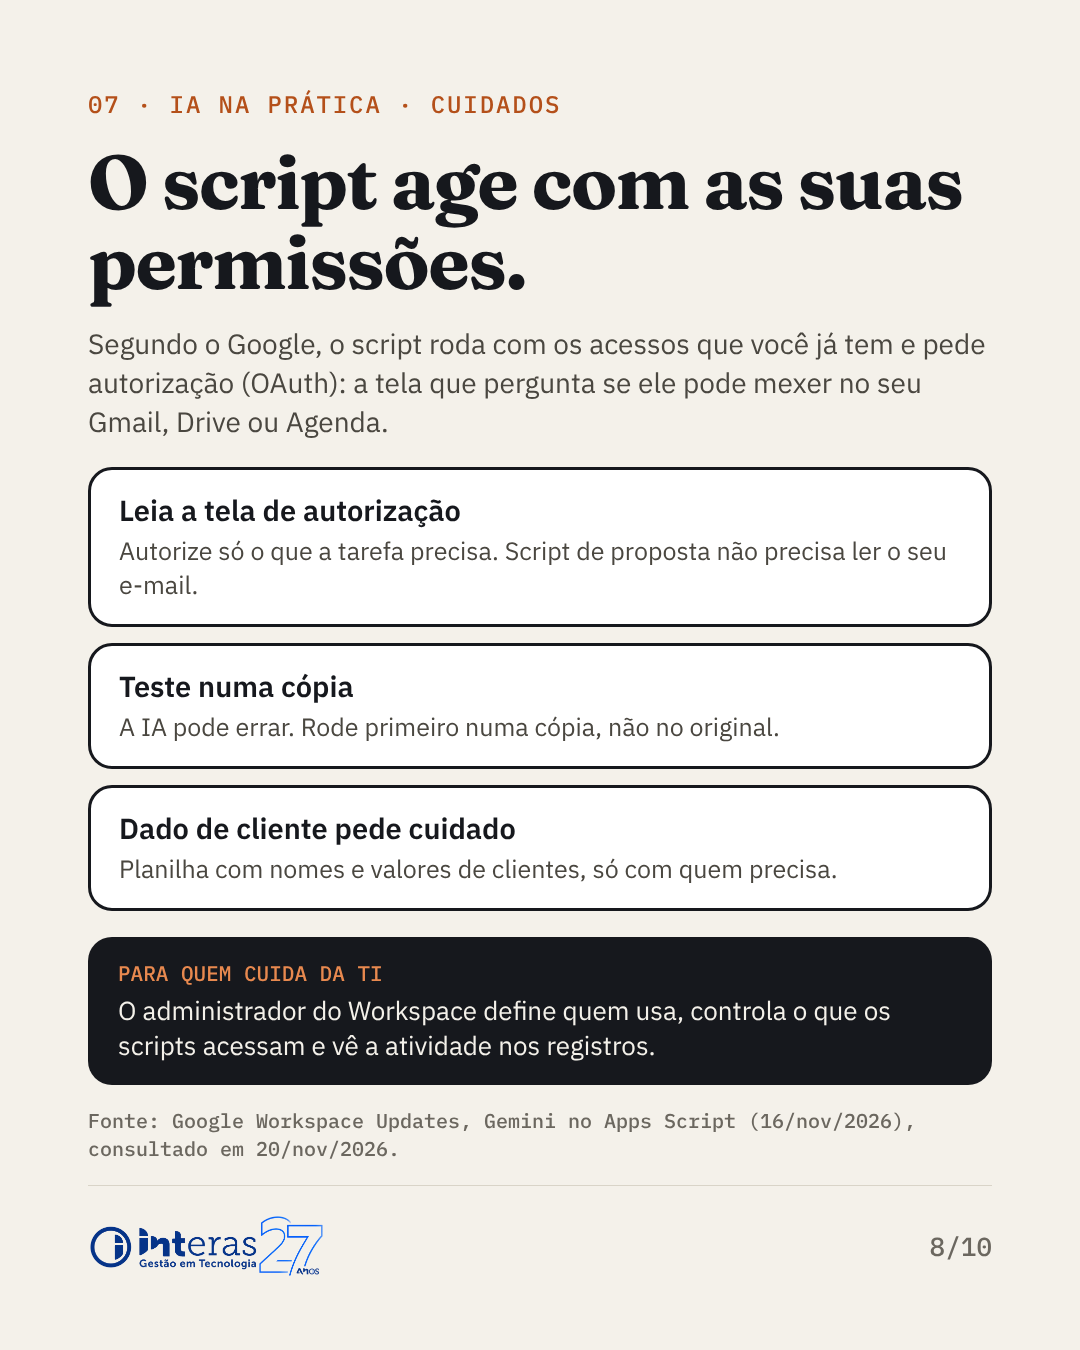 07 · IA NA PRÁTICA · CUIDADOS
O script age com as suas
permissões.
Segundo o Google, o script roda com os acessos que você já tem e pede
autorização (OAuth): a tela que pergunta se ele pode mexer no seu
Gmail, Drive ou Agenda.
Leia a tela de autorização
Autorize só o que a tarefa precisa. Script de proposta não precisa ler o seu
e-mail.
Teste numa cópia
A IA pode errar. Rode primeiro numa cópia, não no original.
Dado de cliente pede cuidado
Planilha com nomes e valores de clientes, só com quem precisa.
PARA QUEM CUIDA DA TI
O administrador do Workspace define quem usa, controla o que os
scripts acessam e vê a atividade nos registros.
Fonte: Google Workspace Updates, Gemini no Apps Script (16/nov/2026),
consultado em 20/nov/2026.
interas 27
Gestão em Tecnologia ANOS
8/10